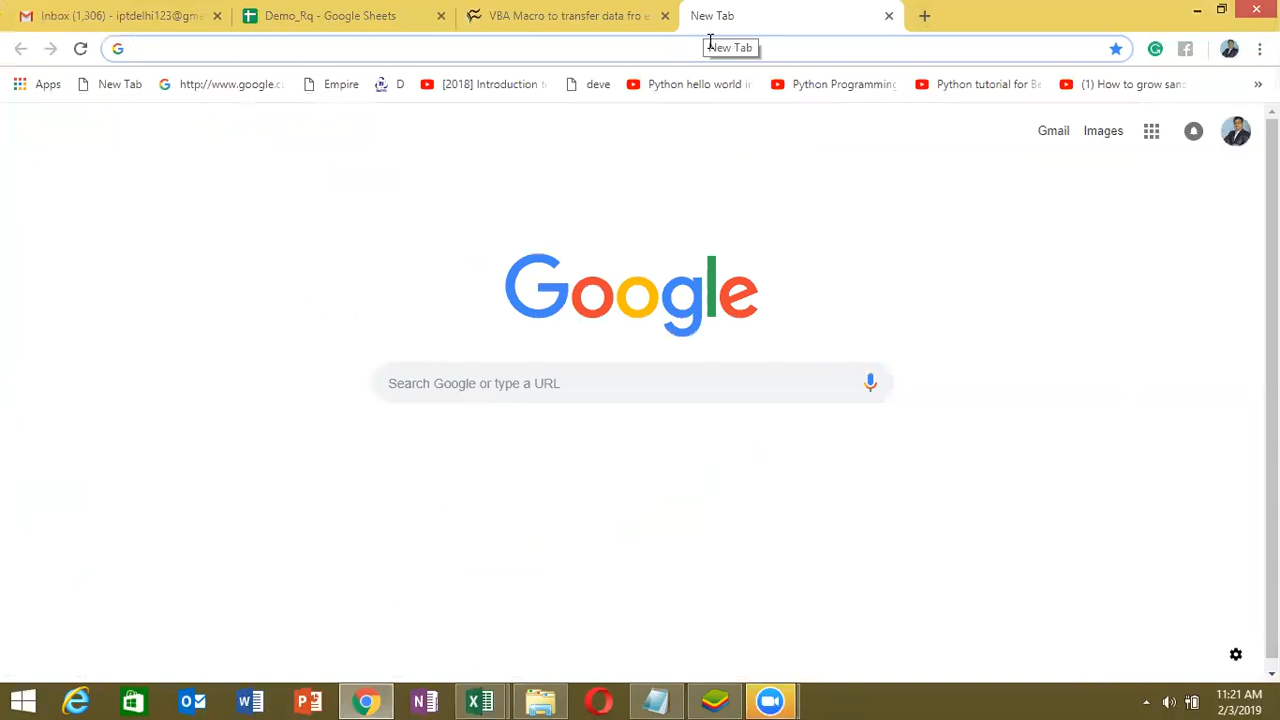 Inbox (1,306) - iptdelhi123@gm
Demo_Rq - Google Sheets
VBA Macro to transfer data fro
New Tab
New Tab
Apps
New Tab
http://www.google.c
Empire
D
[2018] Introduction t
deve
Python hello world i
Python Programming
Python tutorial for Be
(1) How to grow san
Gmail
Images
Google
Search Google or type a URL
11:21 AM
2/3/2019